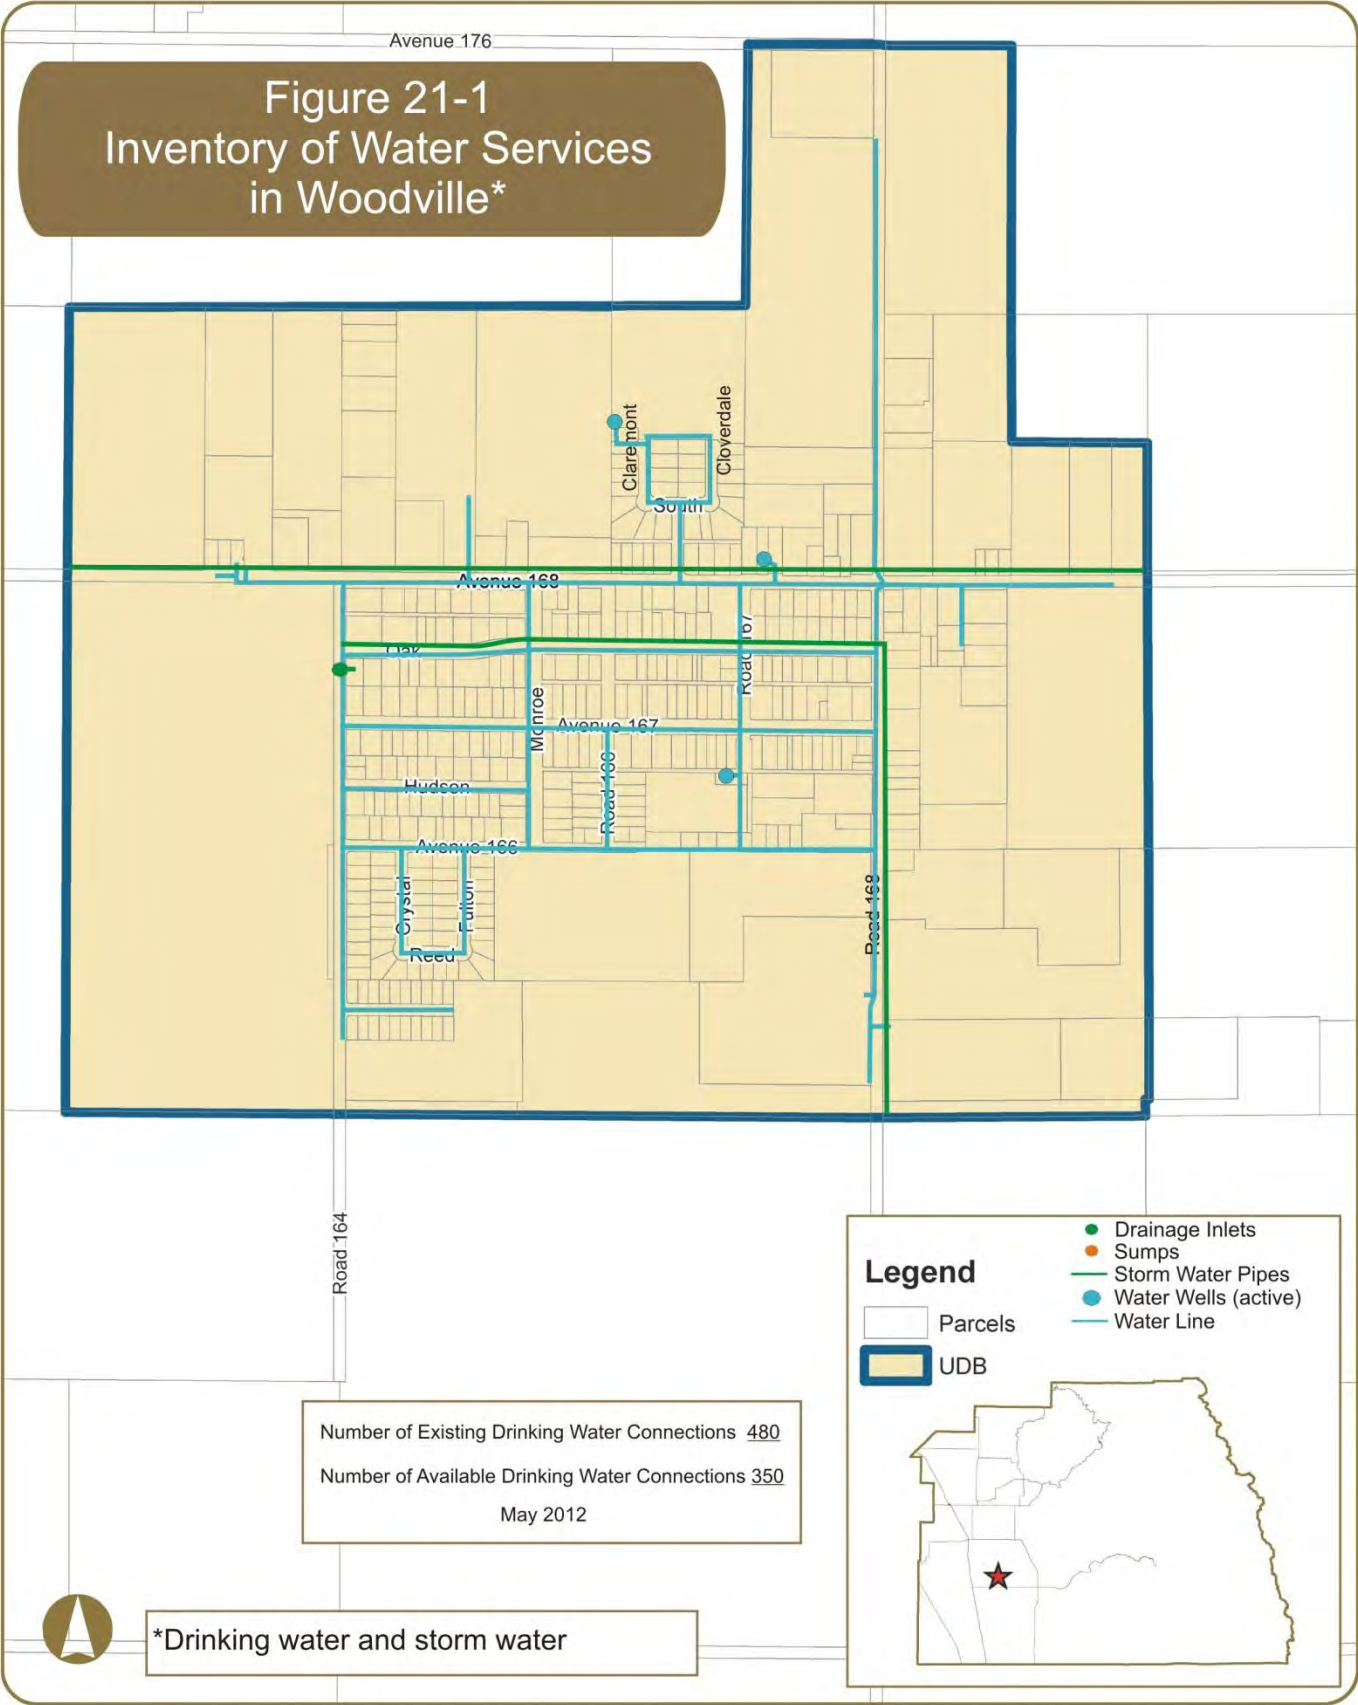 Avenue 176
Figure 21-1
Inventory of Water Services
in Woodville*
Claremont
Cloverdale
South
Avenue 168
Road 167
Oak
Monroe
Avenue 167
Road 166
Hudson
Avenue 166
Crystal
Fulton
Road 168
Reed
Road 164
Legend
Parcels
UDB
Drainage Inlets
Sumps
Storm Water Pipes
Water Wells (active)
Water Line
Number of Existing Drinking Water Connections 480
Number of Available Drinking Water Connections 350
May 2012
*Drinking water and storm water